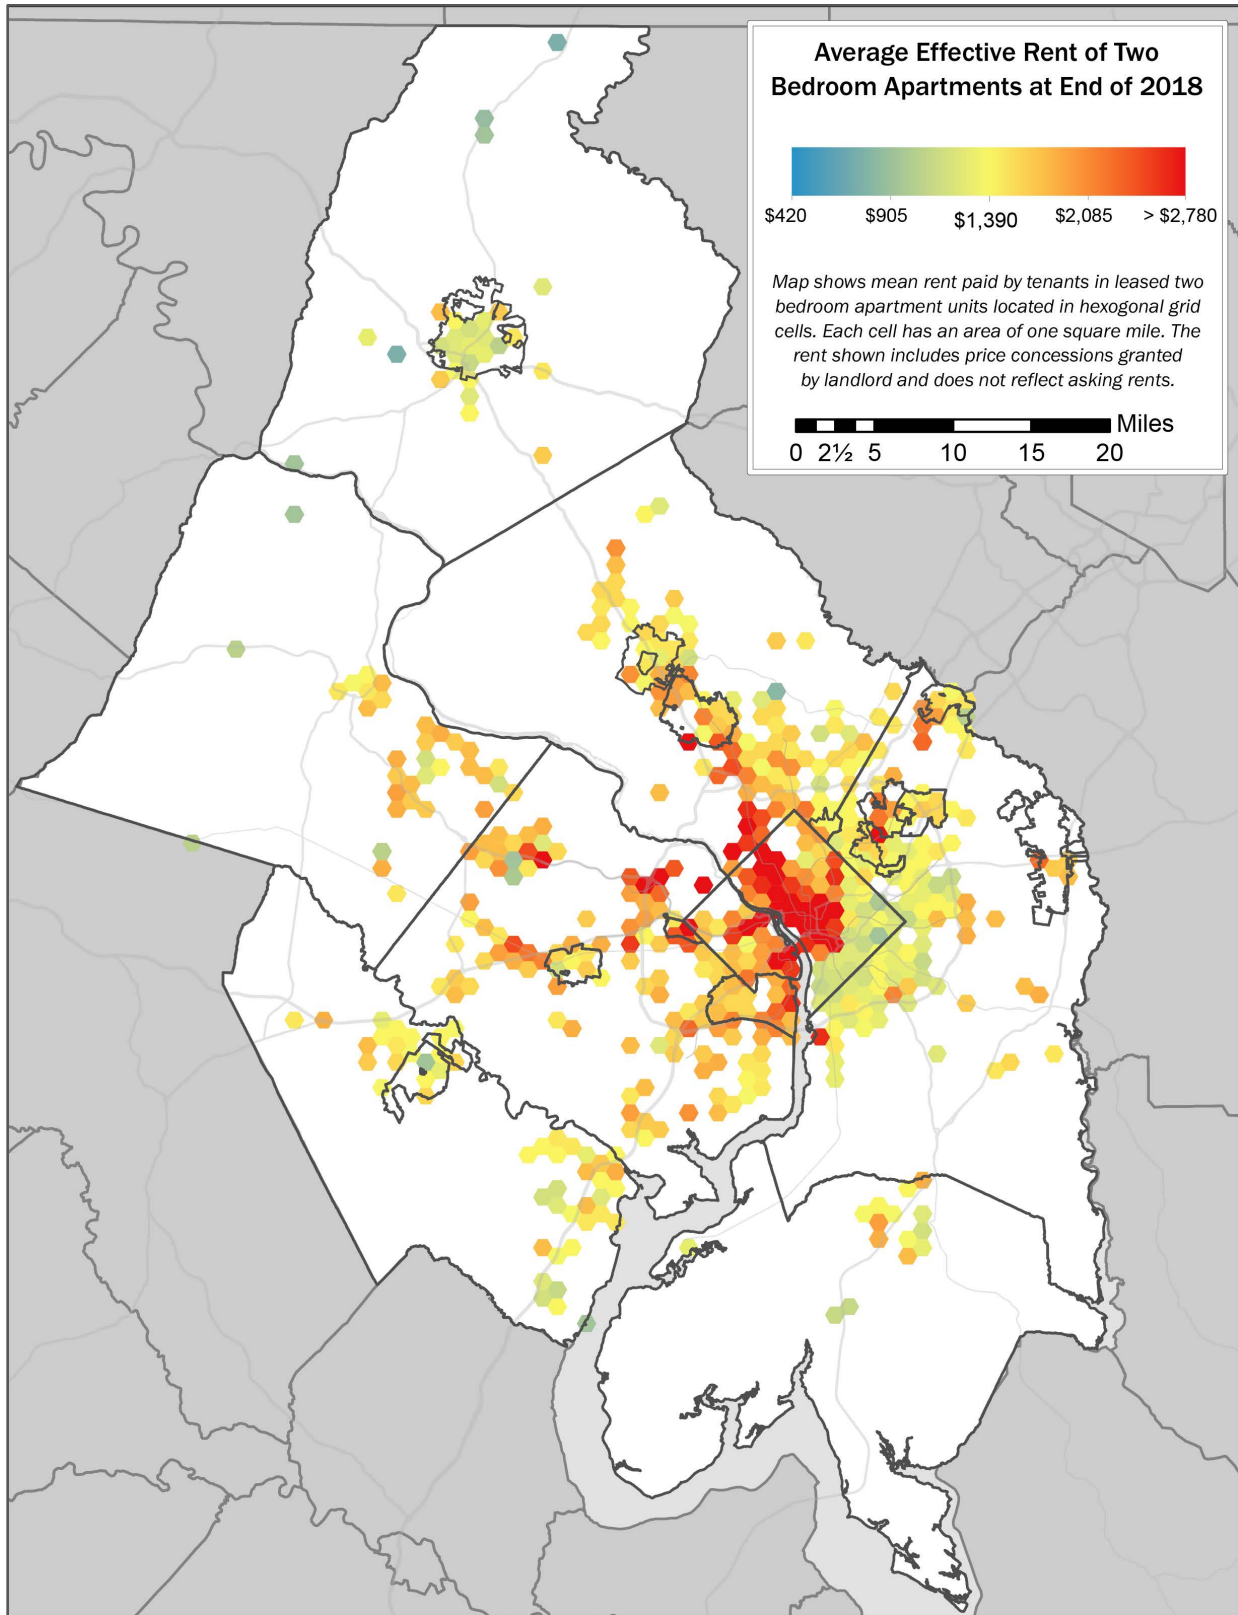 Average Effective Rent of Two
Bedroom Apartments at End of 2018
$420 $905 $1,390 $2,085 > $2,780
Map shows mean rent paid by tenants in leased two
bedroom apartment units located in hexogonal grid
cells. Each cell has an area of one square mile. The
rent shown includes price concessions granted
by landlord and does not reflect asking rents.
Miles
0 2½ 5 10 15 20